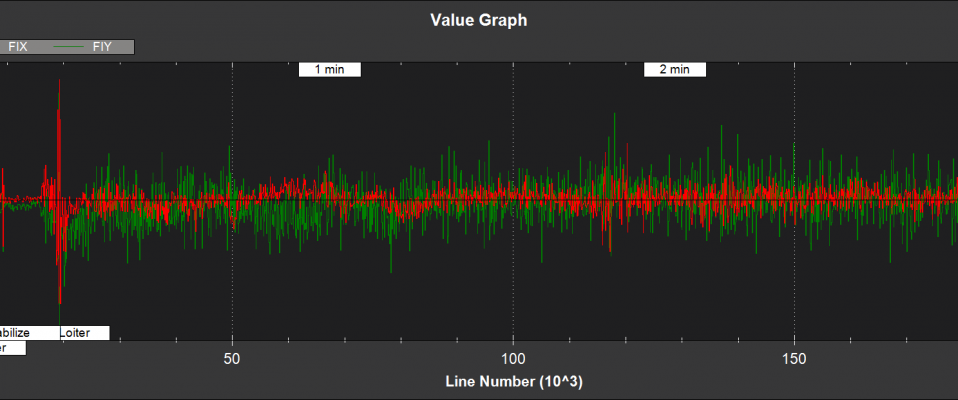 Value Graph
FIX FIY
1 min 2 min
abilize Loiter
er
50 100 150
Line Number (10^3)